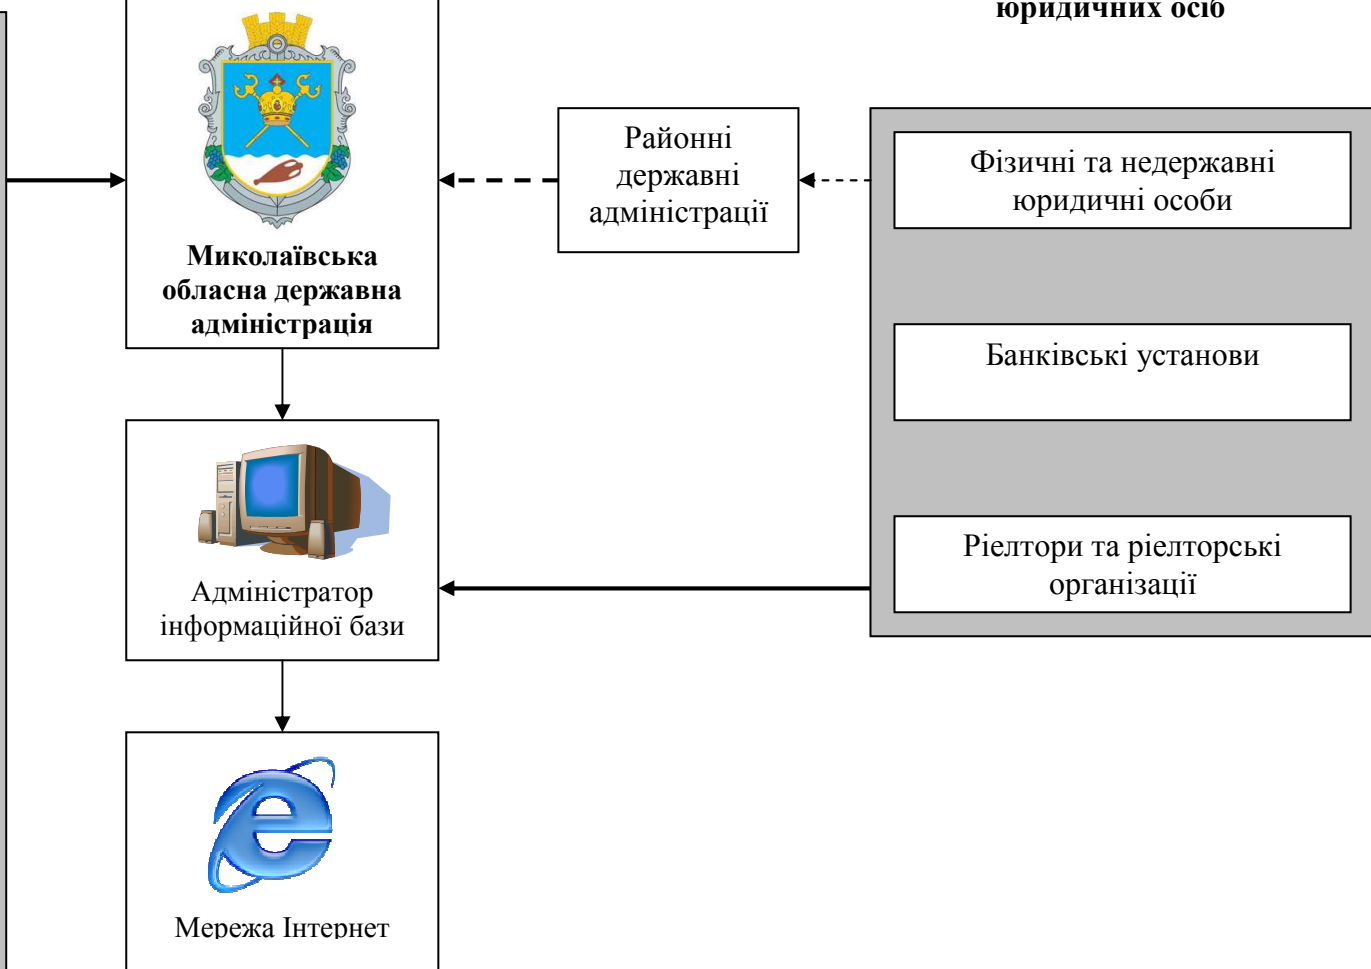 юридичних осіб
Районні
державні
адміністрації
Фізичні та недержавні
юридичні особи
Миколаївська
обласна державна
адміністрація
Банківські установи
Ріелтори та ріелторські
організації
Адміністратор
інформаційної бази
Мережа Інтернет